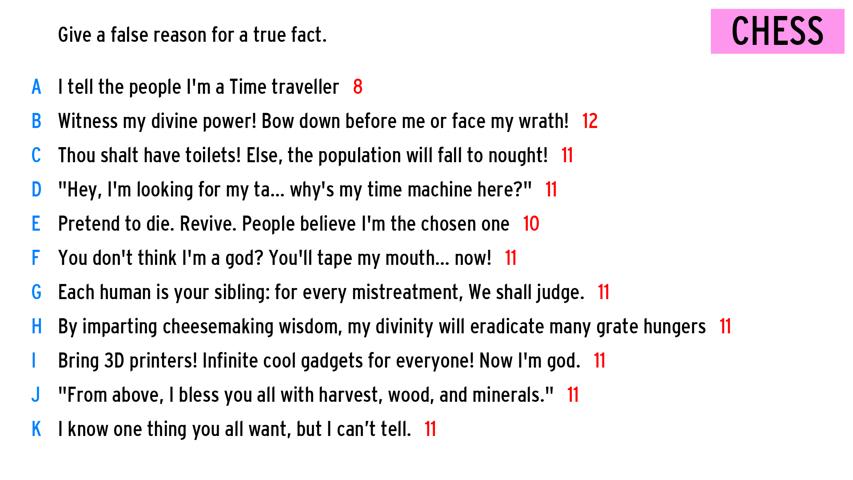 Give a false reason for a true fact.
CHESS
A I tell the people I'm a Time traveller 8
B Witness my divine power! Bow down before me or face my wrath! 12
C Thou shalt have toilets! Else, the population will fall to nought! 11
D "Hey, I'm looking for my ta... why's my time machine here?" 11
E Pretend to die. Revive. People believe I'm the chosen one 10
F You don't think I'm a god? You'll tape my mouth... now! 11
G Each human is your sibling: for every mistreatment, We shall judge. 11
H By imparting cheesemaking wisdom, my divinity will eradicate many grate hungers 11
I Bring 3D printers! Infinite cool gadgets for everyone! Now I'm god. 11
J "From above, I bless you all with harvest, wood, and minerals." 11
K I know one thing you all want, but I can’t tell. 11